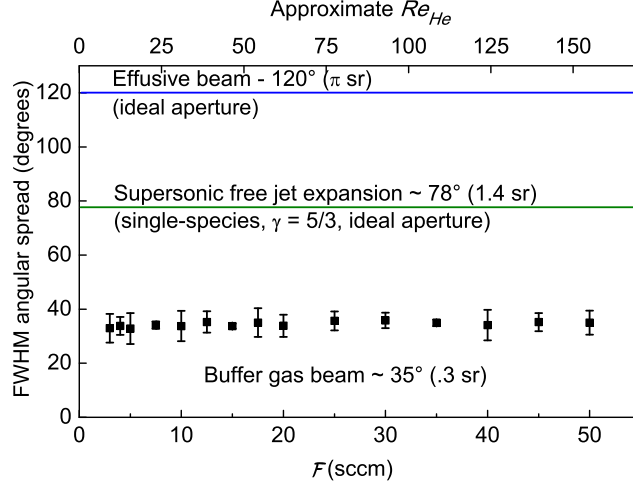 Approximate Re_He
0 25 50 75 100 125 150
FWHM angular spread (degrees)
120
100
80
60
40
20
0
Effusive beam - 120° (π sr)
(ideal aperture)
Supersonic free jet expansion ~ 78° (1.4 sr)
(single-species, γ = 5/3, ideal aperture)
Buffer gas beam ~ 35° (.3 sr)
0 10 20 30 40 50
F (sccm)